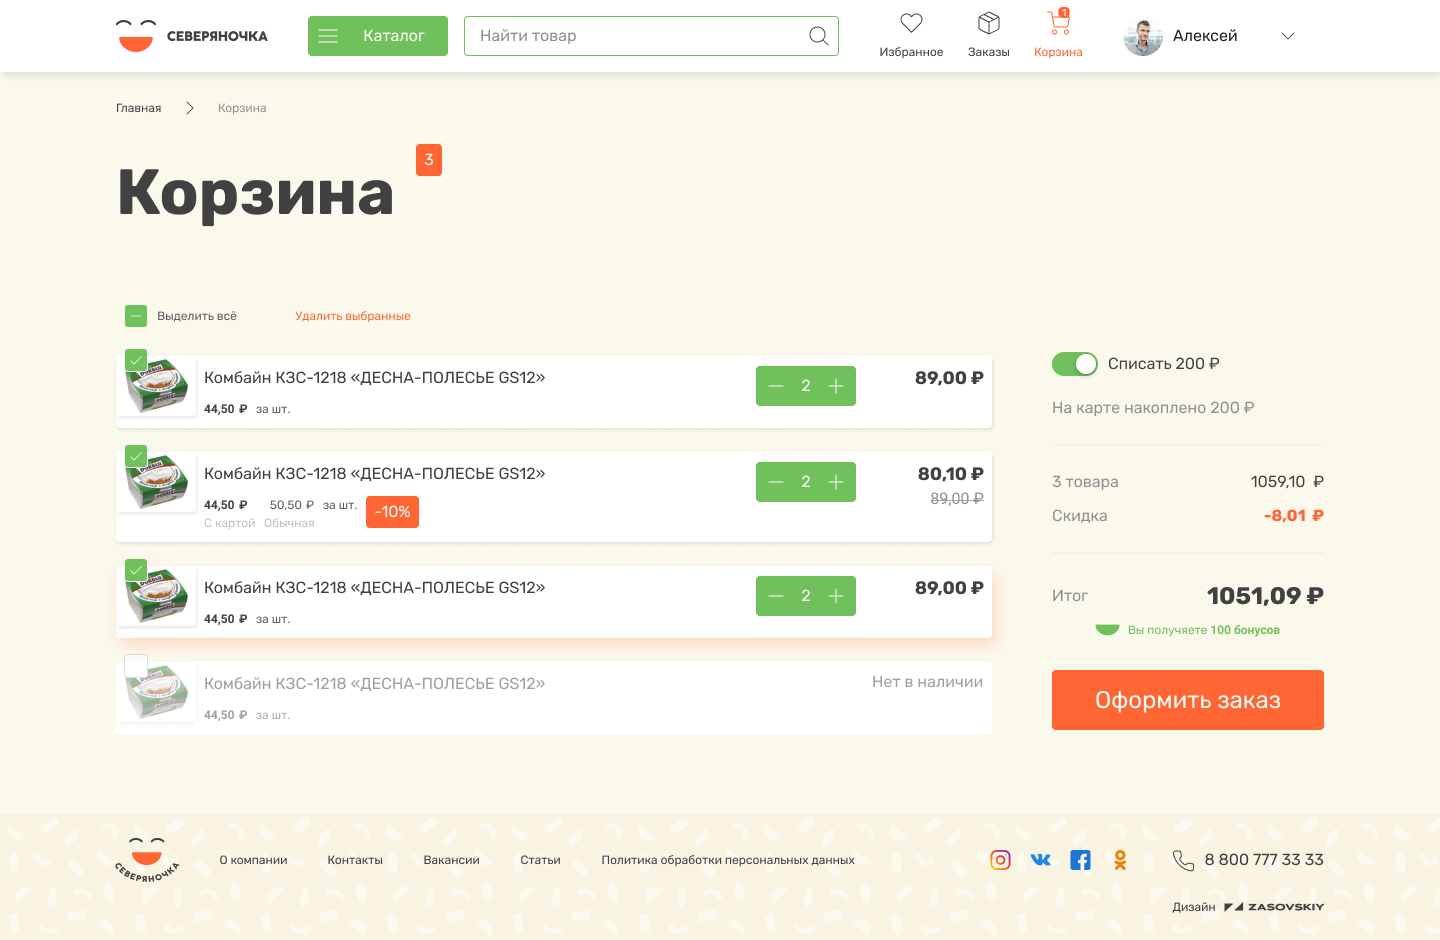 СЕВЕРЯНОЧКА
Каталог
Найти товар
Избранное
Заказы
1
Корзина
Алексей
Главная
Корзина
Корзина
3
Выделить всё
Удалить выбранные
Комбайн КЗС-1218 «ДЕСНА-ПОЛЕСЬЕ GS12»
44,50 ₽ за шт.
2
89,00 ₽
Комбайн КЗС-1218 «ДЕСНА-ПОЛЕСЬЕ GS12»
44,50 ₽ 50,50 ₽ за шт.
С картой Обычная
-10%
2
80,10 ₽
89,00 ₽
Комбайн КЗС-1218 «ДЕСНА-ПОЛЕСЬЕ GS12»
44,50 ₽ за шт.
2
89,00 ₽
Комбайн КЗС-1218 «ДЕСНА-ПОЛЕСЬЕ GS12»
44,50 ₽ за шт.
Нет в наличии
Списать 200 ₽
На карте накоплено 200 ₽
3 товара 1059,10 ₽
Скидка -8,01 ₽
Итог 1051,09 ₽
Вы получяете 100 бонусов
Оформить заказ
СЕВЕРЯНОЧКА
О компании
Контакты
Вакансии
Статьи
Политика обработки персональных данных
8 800 777 33 33
Дизайн ZASOVSKIY